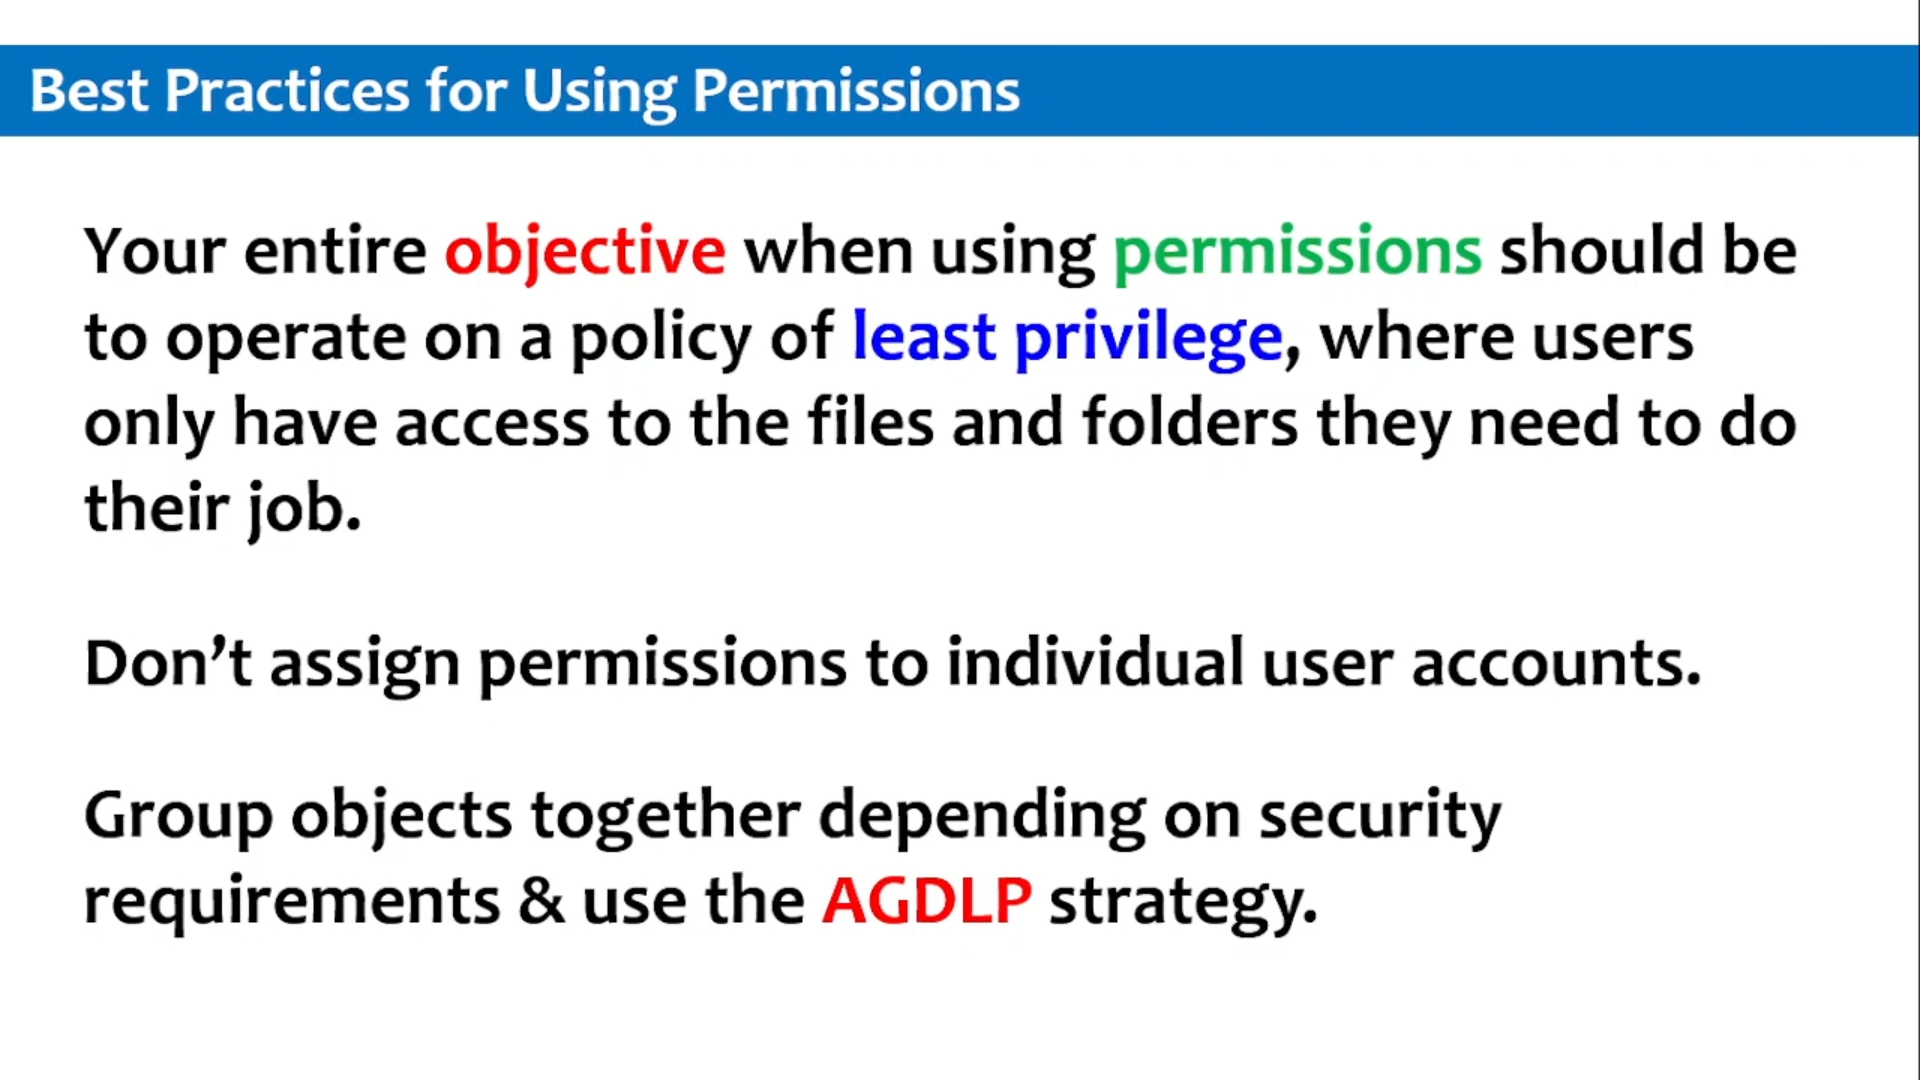 Best Practices for Using Permissions
Your entire objective when using permissions should be
to operate on a policy of least privilege, where users
only have access to the files and folders they need to do
their job.
Don’t assign permissions to individual user accounts.
Group objects together depending on security
requirements & use the AGDLP strategy.